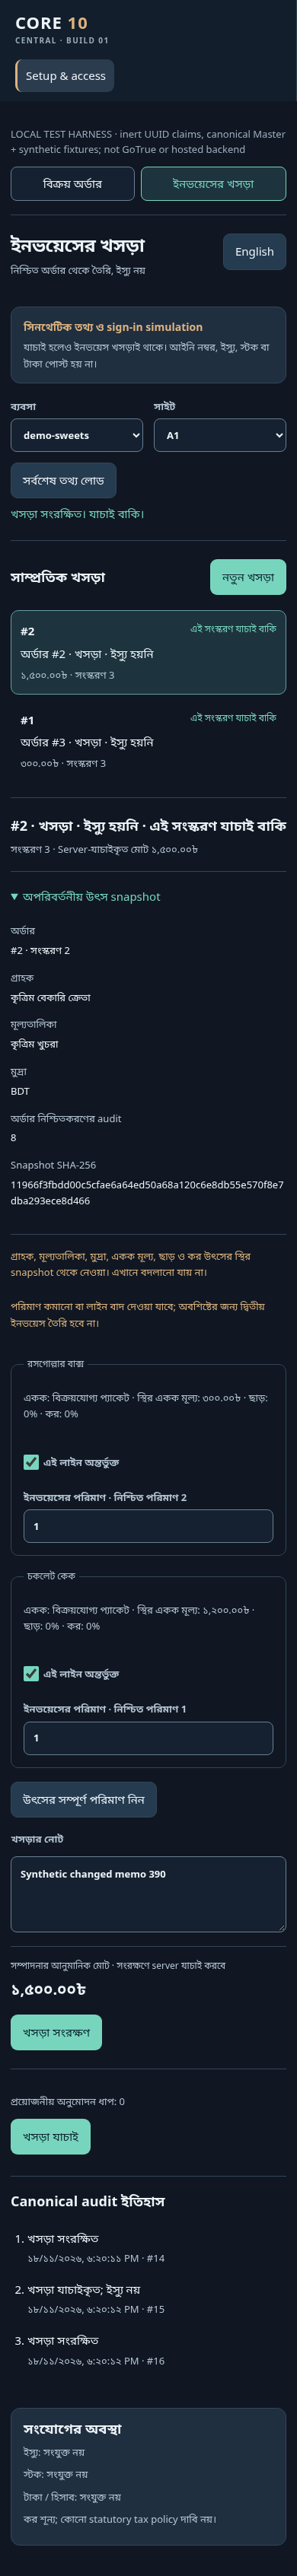 CORE 10
CENTRAL · BUILD 01
Setup & access
LOCAL TEST HARNESS · inert UUID claims, canonical Master
+ synthetic fixtures; not GoTrue or hosted backend
বিক্রয় অর্ডার
ইনভয়েসের খসড়া
ইনভয়েসের খসড়া
English
নিশ্চিত অর্ডার থেকে তৈরি, ইস্যু নয়
সিনথেটিক তথ্য ও sign-in simulation
যাচাই হলেও ইনভয়েস খসড়াই থাকে। আইনি নম্বর, ইস্যু, স্টক বা
টাকা পোস্ট হয় না।
ব্যবসা
সাইট
demo-sweets
A1
সর্বশেষ তথ্য লোড
খসড়া সংরক্ষিত। যাচাই বাকি।
সাম্প্রতিক খসড়া
নতুন খসড়া
#2
এই সংস্করণ যাচাই বাকি
অর্ডার #2 · খসড়া · ইস্যু হয়নি
১,৫০০.০০৳ · সংস্করণ 3
#1
এই সংস্করণ যাচাই বাকি
অর্ডার #3 · খসড়া · ইস্যু হয়নি
৩০০.০০৳ · সংস্করণ 3
#2 · খসড়া · ইস্যু হয়নি · এই সংস্করণ যাচাই বাকি
সংস্করণ 3 · Server-যাচাইকৃত মোট ১,৫০০.০০৳
▼ অপরিবর্তনীয় উৎস snapshot
অর্ডার
#2 · সংস্করণ 2
গ্রাহক
কৃত্রিম বেকারি ক্রেতা
মূল্যতালিকা
কৃত্রিম খুচরা
মুদ্রা
BDT
অর্ডার নিশ্চিতকরণের audit
8
Snapshot SHA-256
11966f3fbdd00c5cfae6a64ed50a68a120c6e8db55e570f8e7
dba293ece8d466
গ্রাহক, মূল্যতালিকা, মুদ্রা, একক মূল্য, ছাড় ও কর উৎসের স্থির
snapshot থেকে নেওয়া। এখানে বদলানো যায় না।
পরিমাণ কমানো বা লাইন বাদ দেওয়া যাবে; অবশিষ্টের জন্য দ্বিতীয়
ইনভয়েস তৈরি হবে না।
রসগোল্লার বাক্স
একক: বিক্রয়যোগ্য প্যাকেট · স্থির একক মূল্য: ৩০০.০০৳ · ছাড়:
0% · কর: 0%
এই লাইন অন্তর্ভুক্ত
ইনভয়েসের পরিমাণ · নিশ্চিত পরিমাণ 2
1
চকলেট কেক
একক: বিক্রয়যোগ্য প্যাকেট · স্থির একক মূল্য: ১,২০০.০০৳ ·
ছাড়: 0% · কর: 0%
এই লাইন অন্তর্ভুক্ত
ইনভয়েসের পরিমাণ · নিশ্চিত পরিমাণ 1
1
উৎসের সম্পূর্ণ পরিমাণ নিন
খসড়ার নোট
Synthetic changed memo 390
সম্পাদনার আনুমানিক মোট · সংরক্ষণে server যাচাই করবে
১,৫০০.০০৳
খসড়া সংরক্ষণ
প্রয়োজনীয় অনুমোদন ধাপ: 0
খসড়া যাচাই
Canonical audit ইতিহাস
1. খসড়া সংরক্ষিত
১৮/১১/২০২৬, ৬:২০:১১ PM · #14
2. খসড়া যাচাইকৃত; ইস্যু নয়
১৮/১১/২০২৬, ৬:২০:১২ PM · #15
3. খসড়া সংরক্ষিত
১৮/১১/২০২৬, ৬:২০:১২ PM · #16
সংযোগের অবস্থা
ইস্যু: সংযুক্ত নয়
স্টক: সংযুক্ত নয়
টাকা / হিসাব: সংযুক্ত নয়
কর শূন্য; কোনো statutory tax policy দাবি নয়।